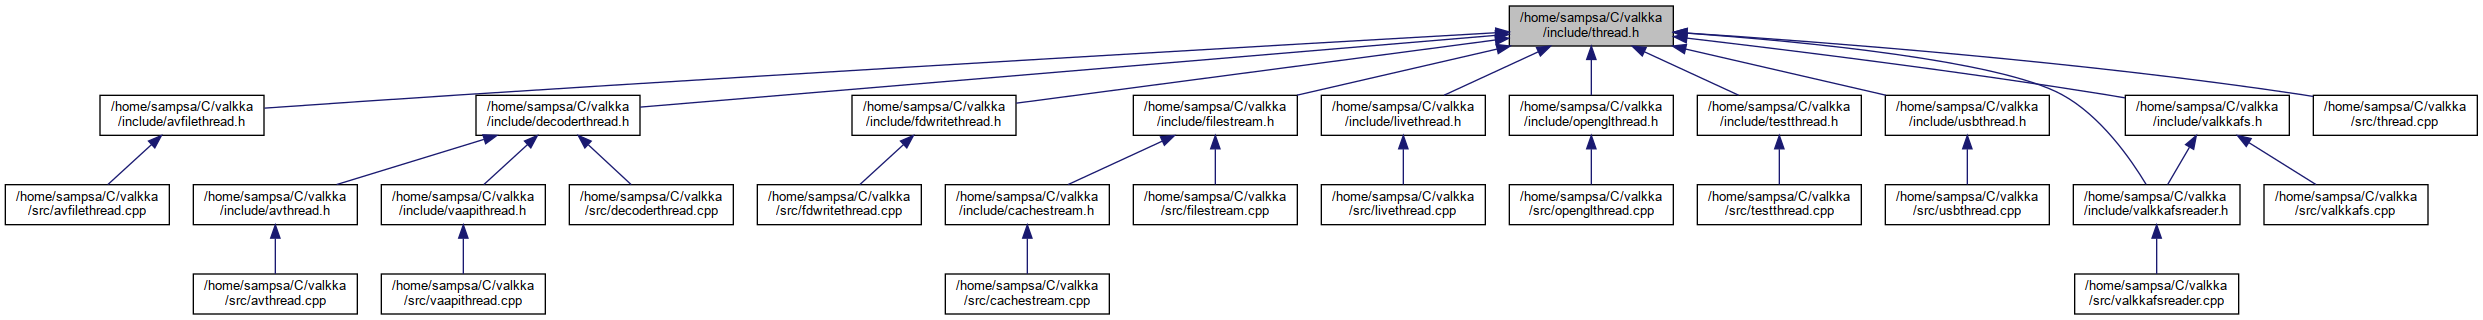 /home/sampsa/C/valkka
/include/thread.h
/home/sampsa/C/valkka
/include/avfilethread.h
/home/sampsa/C/valkka
/include/decoderthread.h
/home/sampsa/C/valkka
/include/fdwritethread.h
/home/sampsa/C/valkka
/include/filestream.h
/home/sampsa/C/valkka
/include/livethread.h
/home/sampsa/C/valkka
/include/openglthread.h
/home/sampsa/C/valkka
/include/testthread.h
/home/sampsa/C/valkka
/include/usbthread.h
/home/sampsa/C/valkka
/include/valkkafs.h
/home/sampsa/C/valkka
/src/thread.cpp
/home/sampsa/C/valkka
/src/avfilethread.cpp
/home/sampsa/C/valkka
/include/avthread.h
/home/sampsa/C/valkka
/include/vaapithread.h
/home/sampsa/C/valkka
/src/decoderthread.cpp
/home/sampsa/C/valkka
/src/fdwritethread.cpp
/home/sampsa/C/valkka
/include/cachestream.h
/home/sampsa/C/valkka
/src/filestream.cpp
/home/sampsa/C/valkka
/src/livethread.cpp
/home/sampsa/C/valkka
/src/openglthread.cpp
/home/sampsa/C/valkka
/src/testthread.cpp
/home/sampsa/C/valkka
/src/usbthread.cpp
/home/sampsa/C/valkka
/include/valkkafsreader.h
/home/sampsa/C/valkka
/src/valkkafs.cpp
/home/sampsa/C/valkka
/src/avthread.cpp
/home/sampsa/C/valkka
/src/vaapithread.cpp
/home/sampsa/C/valkka
/src/cachestream.cpp
/home/sampsa/C/valkka
/src/valkkafsreader.cpp